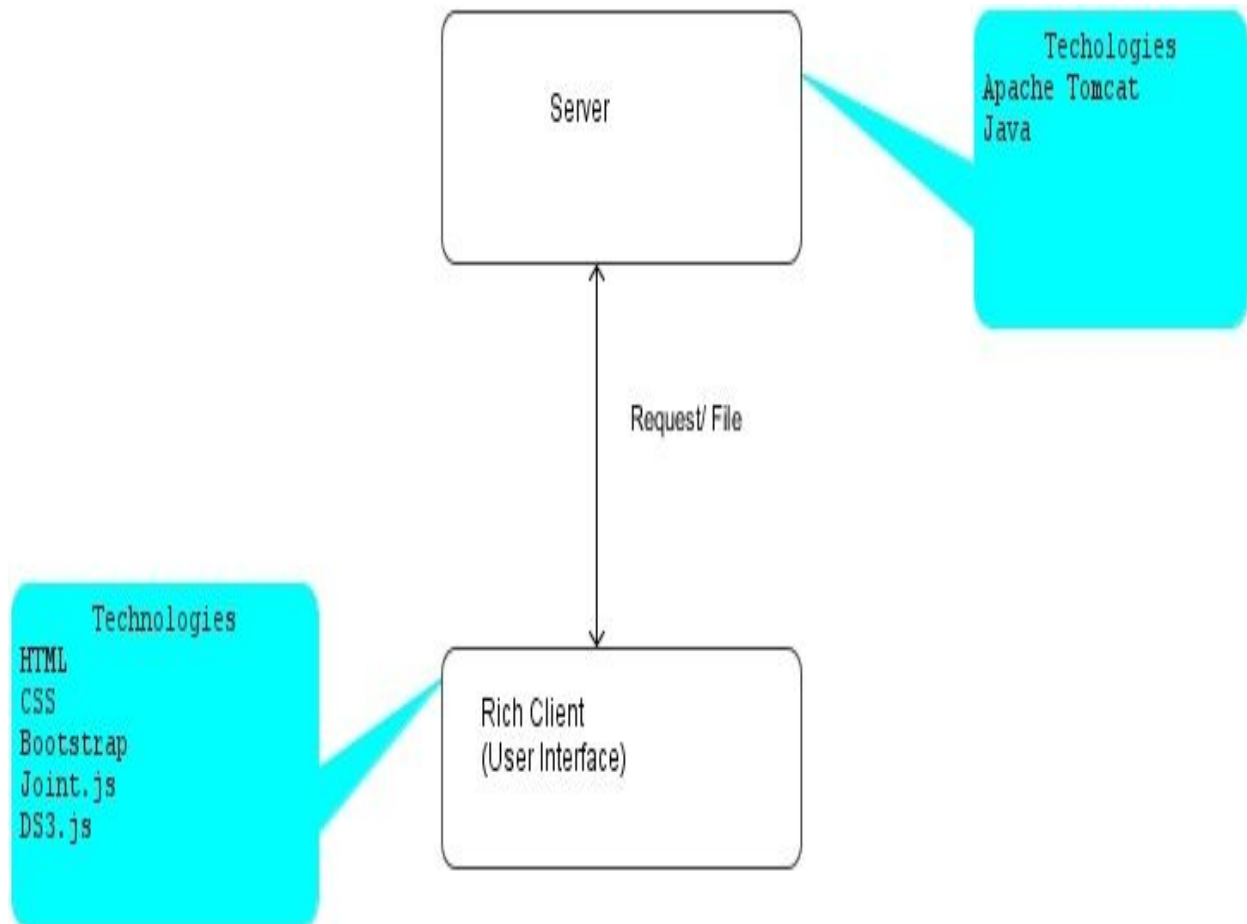 Server
Techologies
Apache Tomcat
Java
Request/ File
Technologies
HTML
CSS
Bootstrap
Joint.js
DS3.js
Rich Client
(User Interface)